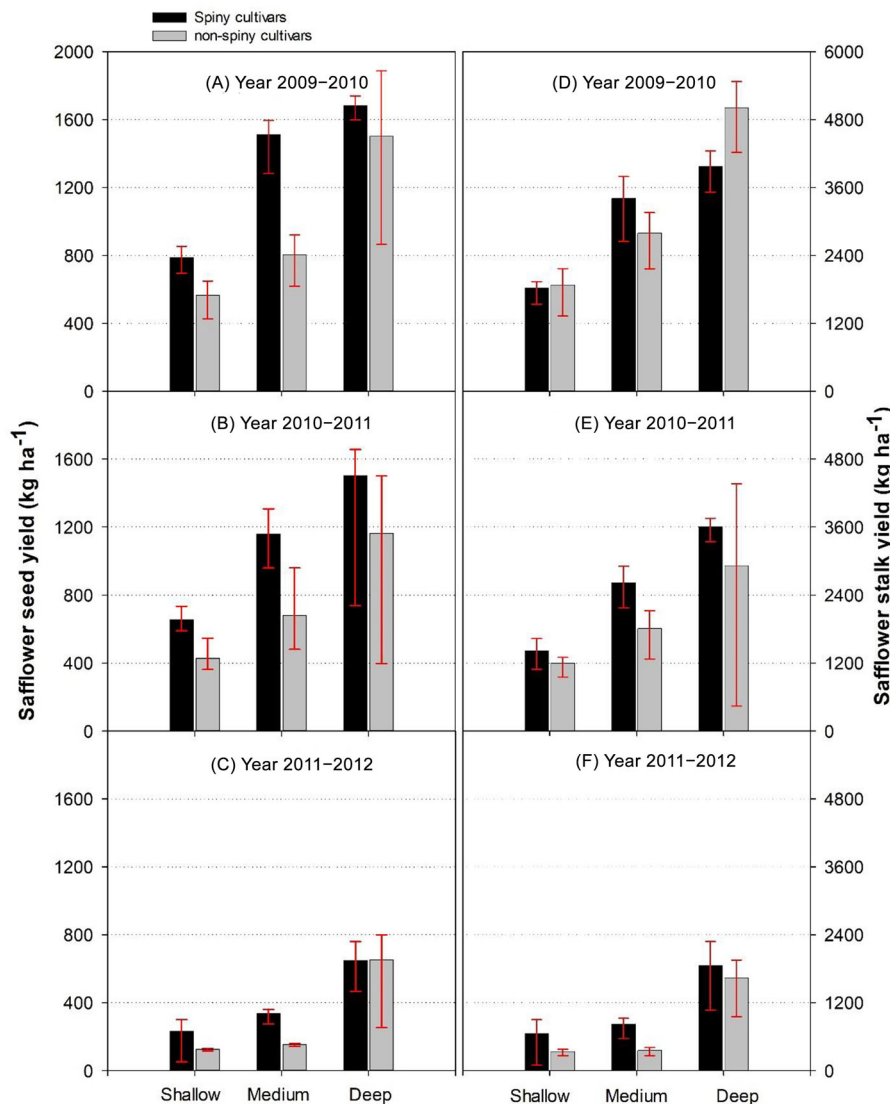 Spiny cultivars
non-spiny cultivars
Safflower seed yield (kg ha⁻¹)
2000
1600
1200
800
400
0
(A) Year 2009−2010
(D) Year 2009−2010
6000
4800
3600
2400
1200
0
1600
1200
800
400
0
(B) Year 2010−2011
(E) Year 2010−2011
4800
3600
2400
1200
0
1600
1200
800
400
0
(C) Year 2011−2012
(F) Year 2011−2012
4800
3600
2400
1200
0
Safflower stalk yield (kg ha⁻¹)
Shallow Medium Deep
Shallow Medium Deep